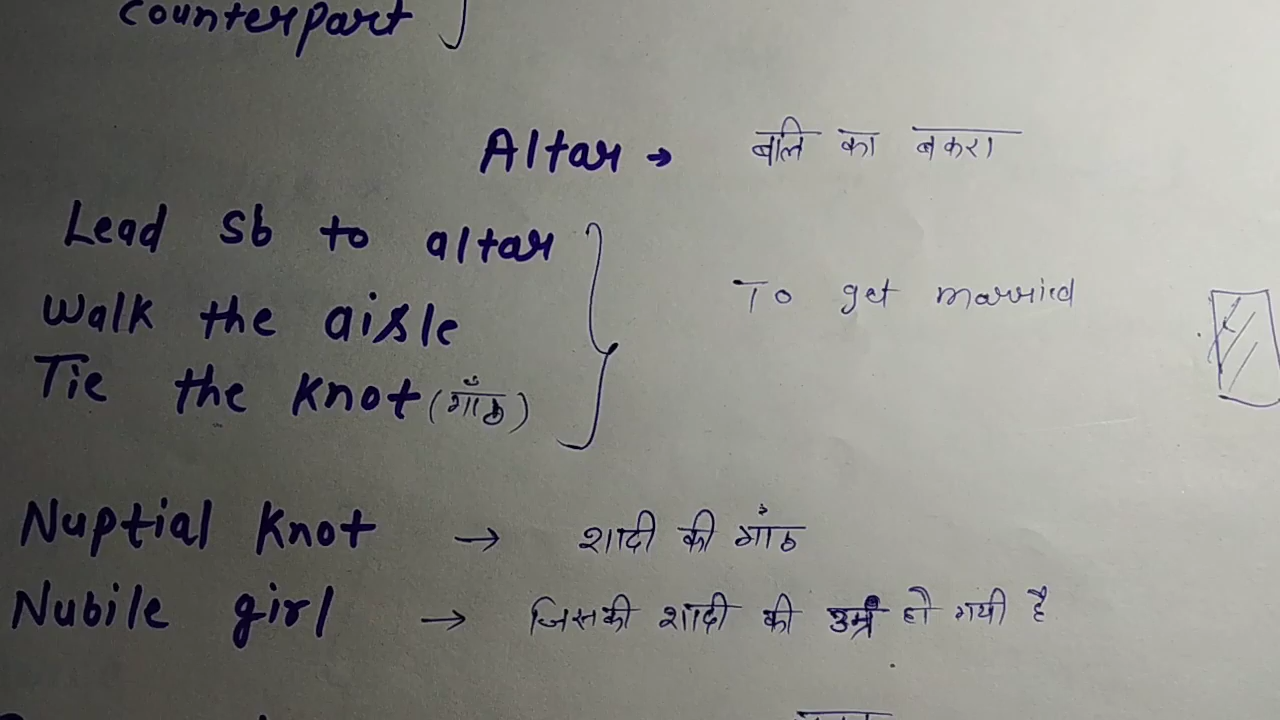 counterpart
Altar → बलि का बकरा
Lead sb to altar
Walk the aisle
Tie the knot (गाँठ)
To get married
Nuptial knot → शादी की गाँठ
Nubile girl → जिसकी शादी की उम्र हो गयी है